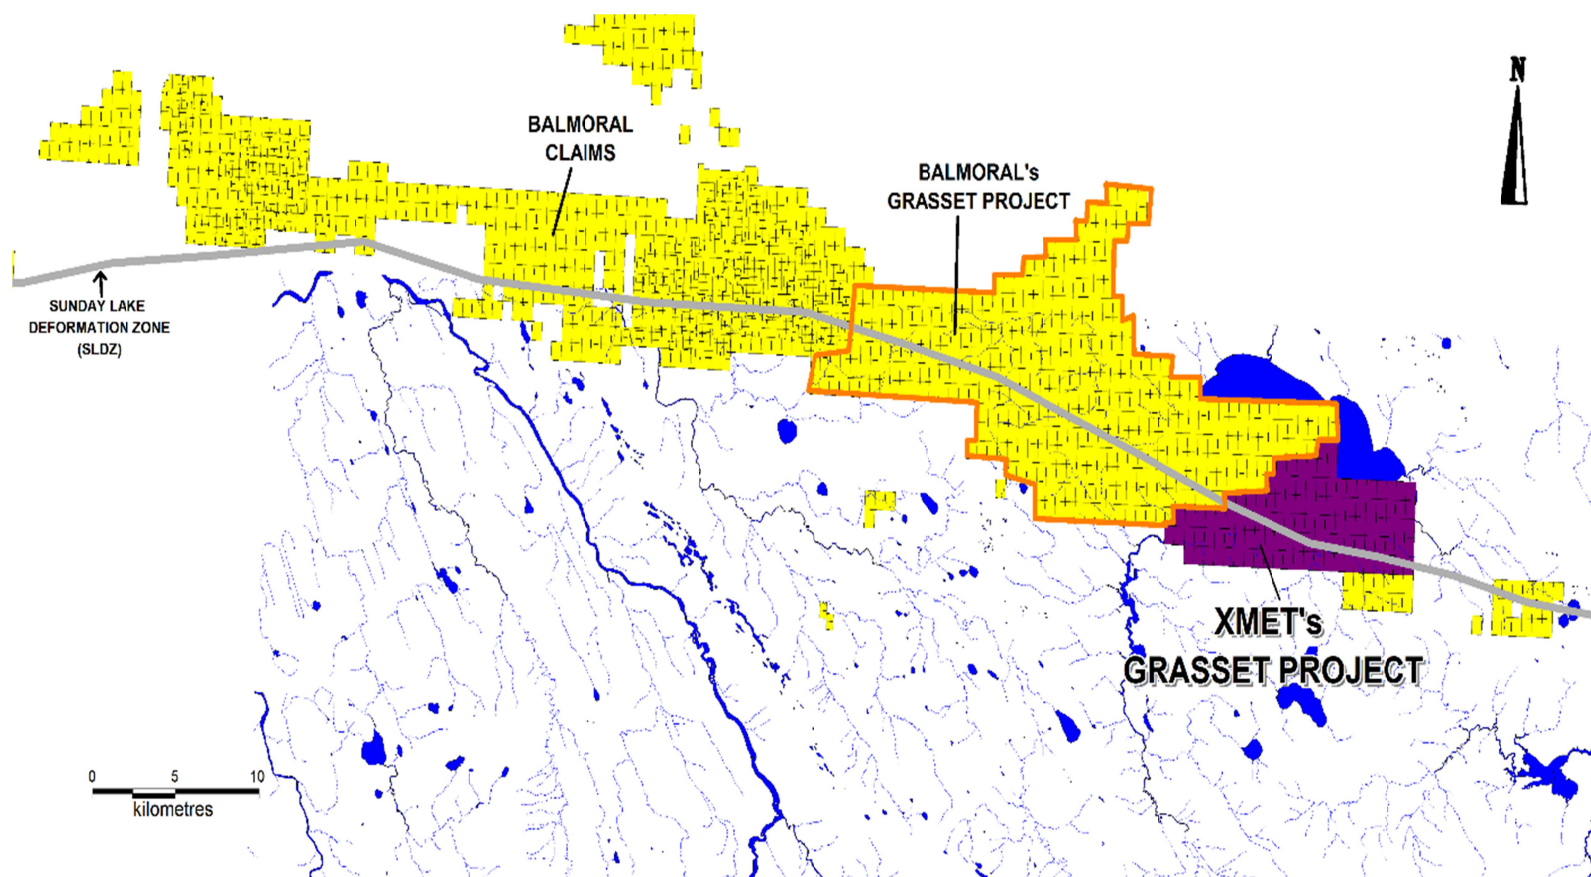 N
BALMORAL
CLAIMS
BALMORAL's
GRASSET PROJECT
SUNDAY LAKE
DEFORMATION ZONE
(SLDZ)
XMET's
GRASSET PROJECT
0 5 10
kilometres